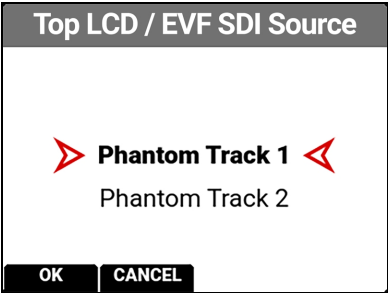 Top LCD / EVF SDI Source
Phantom Track 1
Phantom Track 2
OK CANCEL